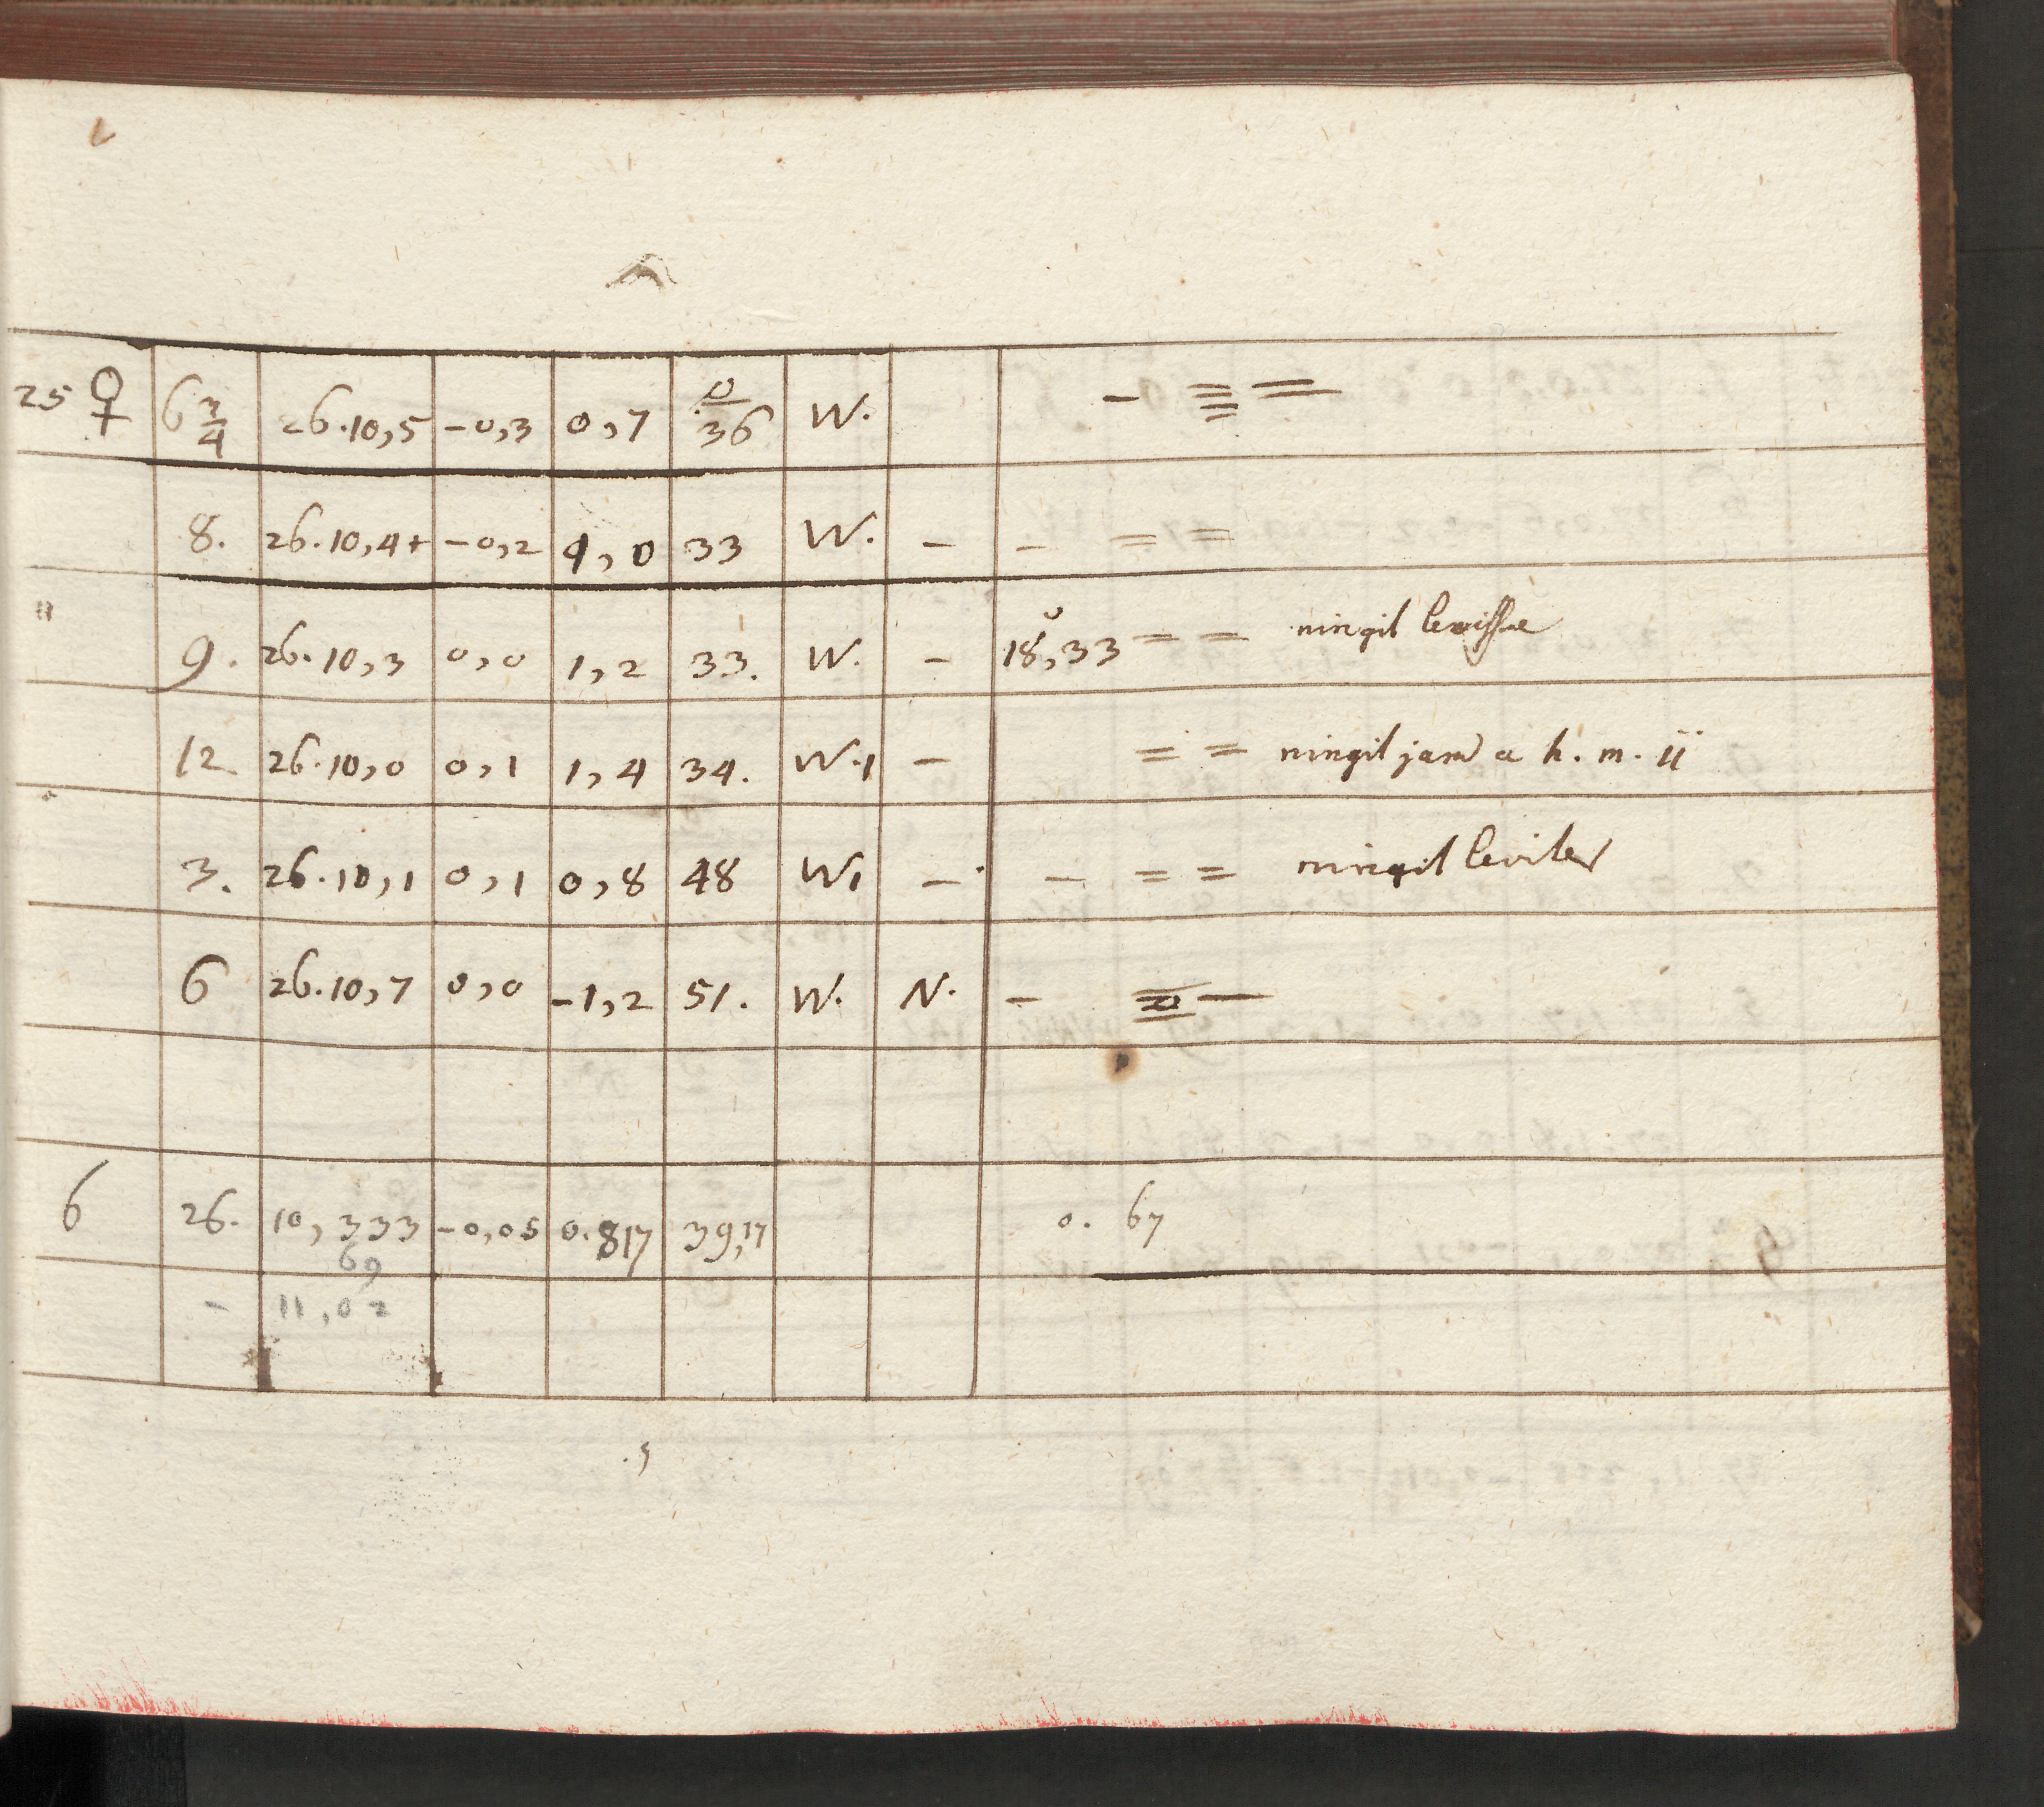 25 ♀ 6 3/4 26.10,5 -0,3 0,7 0/36 W. - ≡ =
8. 26.10,4+ -0,2 1,0 33 W. - - = =
9. 26.10,3 0,0 1,2 33. W. - 18,33 = = ningit levisse
12 26.10,0 0,1 1,4 34. W.1 - = = ningit jam a h. m. 11
3. 26.10,1 0,1 0,8 48 W1 - - = = ningit leviter
6 26.10,7 0,0 -1,2 51. W. N. - = -
6 26. 10,333 -0,05 0.817 39,17 0. 67
69
- 11,02